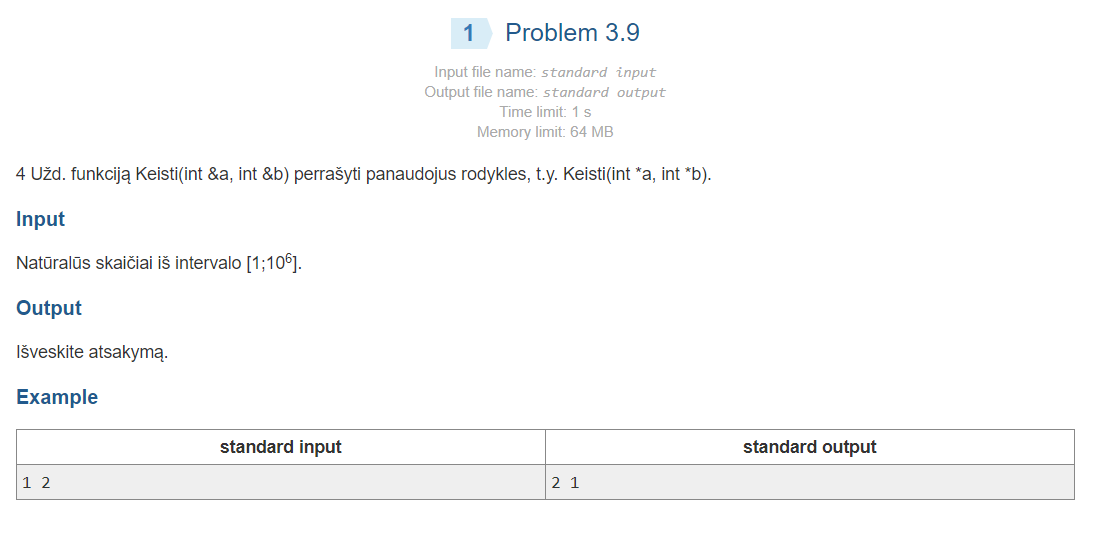 1 Problem 3.9
Input file name: standard input
Output file name: standard output
Time limit: 1 s
Memory limit: 64 MB
4 Užd. funkciją Keisti(int &a, int &b) perrašyti panaudojus rodykles, t.y. Keisti(int *a, int *b).
Input
Natūralūs skaičiai iš intervalo [1;10⁶].
Output
Išveskite atsakymą.
Example
standard input standard output
1 2 2 1